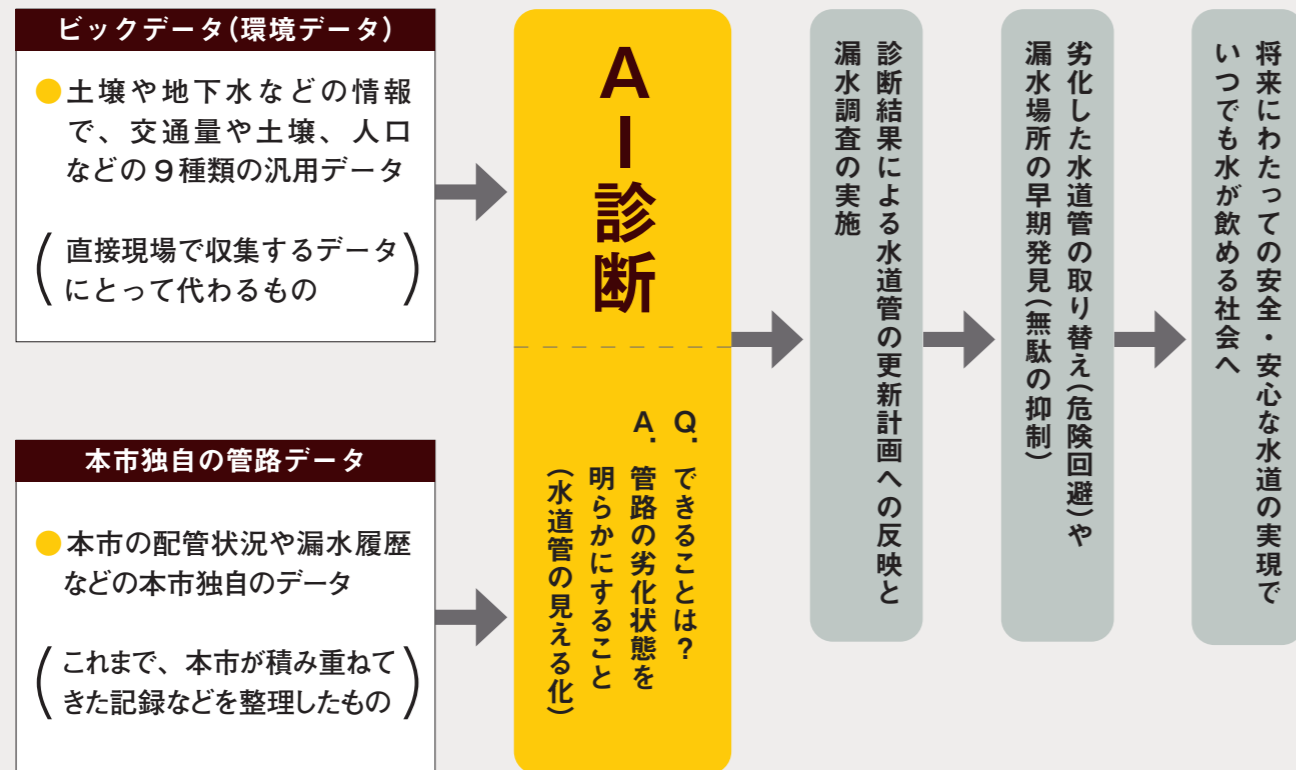 ビックデータ(環境データ)
●土壌や地下水などの情報
で、交通量や土壌、人口
などの9種類の汎用データ
(直接現場で収集するデータ
にとって代わるもの)
本市独自の管路データ
●本市の配管状況や漏水履歴
などの本市独自のデータ
(これまで、本市が積み重ねて
きた記録などを整理したもの)
AI診断
Q.できることは?
A.管路の劣化状態を
明らかにすること
(水道管の見える化)
診断結果による水道管の更新計画への反映と
漏水調査の実施
劣化した水道管の取り替え(危険回避)や
漏水場所の早期発見(無駄の抑制)
将来にわたっての安全・安心な水道の実現で
いつでも水が飲める社会へ